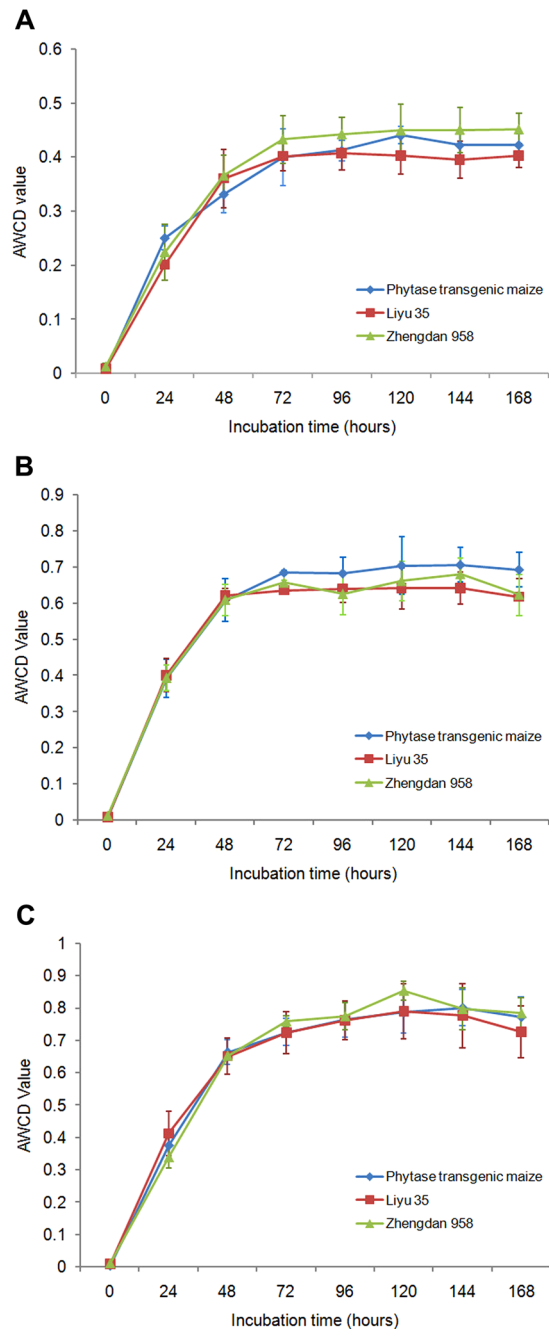 A
0.6
0.5
0.4
0.3
0.2
0.1
0
AWCD value
Phytase transgenic maize
Liyu 35
Zhengdan 958
0 24 48 72 96 120 144 168
Incubation time (hours)
B
0.9
0.8
0.7
0.6
0.5
0.4
0.3
0.2
0.1
0
AWCD Value
Phytase transgenic maize
Liyu 35
Zhengdan 958
0 24 48 72 96 120 144 168
Incubation time (hours)
C
1
0.9
0.8
0.7
0.6
0.5
0.4
0.3
0.2
0.1
0
AWCD Value
Phytase transgenic maize
Liyu 35
Zhengdan 958
0 24 48 72 96 120 144 168
Incubation time (hours)